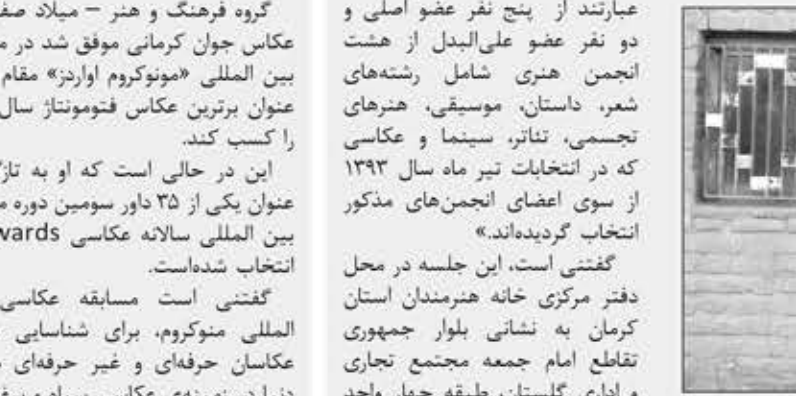 عبارتند از پنج نفر عضو اصلی و
دو نفر عضو علی‌البدل از هشت
انجمن هنری شامل رشته‌های
شعر، داستان، موسیقی، هنرهای
تجسمی، تئاتر، سینما و عکاسی
که در انتخابات تیر ماه سال ۱۳۹۳
از سوی اعضای انجمن‌های مذکور
انتخاب گردیده‌اند.»
گفتنی است، این جلسه در محل
دفتر مرکزی خانه هنرمندان استان
کرمان به نشانی بلوار جمهوری
تقاطع امام جمعه مجتمع تجاری
و اداری گلستان، طبقه چهار واحد
گروه فرهنگ و هنر – میلاد
عکاس جوان کرمانی موفق شد در
بین المللی «مونوکروم اواردز» مقام
عنوان برترین عکاس فتومونتاژ سال
را کسب کند.
این در حالی است که او به
عنوان یکی از ۳۵ داور سومین دوره
بین المللی سالانه عکاسی
انتخاب شده‌است.
گفتنی است مسابقه عکاسی
المللی منوکروم، برای شناسایی
عکاسان حرفه‌ای و غیر حرفه‌ای